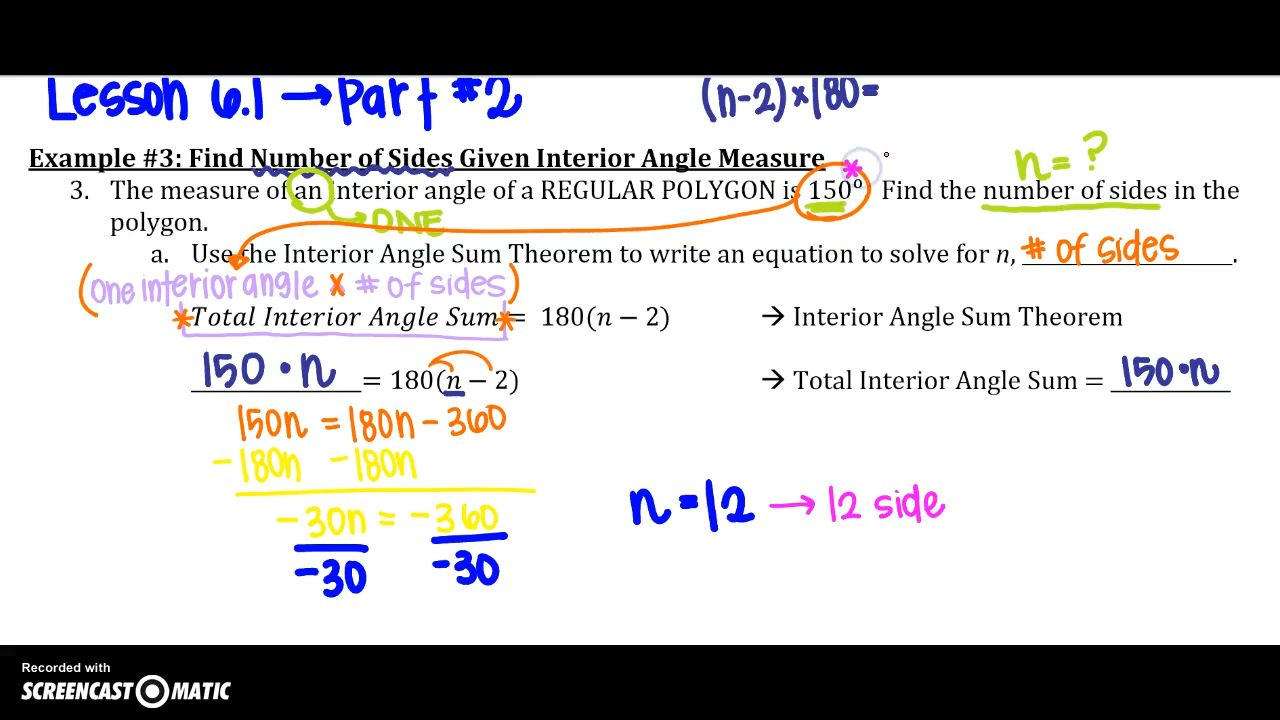 Lesson 6.1 → Part #2
(n-2)×180=
Example #3: Find Number of Sides Given Interior Angle Measure
n = ?
3. The measure of an interior angle of a REGULAR POLYGON is 150° Find the number of sides in the
polygon.
→ ONE
a. Use the Interior Angle Sum Theorem to write an equation to solve for n, # of sides.
(One interior angle × # of sides)
*Total Interior Angle Sum* = 180(n − 2)
→ Interior Angle Sum Theorem
150 · n = 180(n − 2)
→ Total Interior Angle Sum = 150·n
150n = 180n - 360
-180n -180n
-30n = -360
-30 -30
n = 12 → 12 side
Recorded with
SCREENCAST-O-MATIC